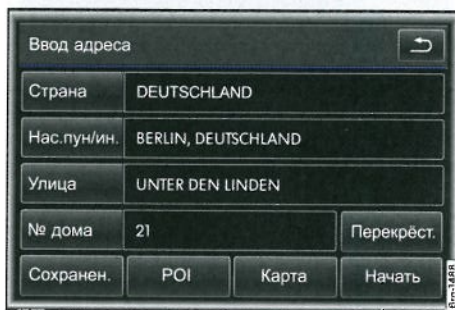 Ввод адреса
Страна DEUTSCHLAND
Нас.пун/ин. BERLIN, DEUTSCHLAND
Улица UNTER DEN LINDEN
№ дома 21 Перекрёст.
Сохранен. POI Карта Начать